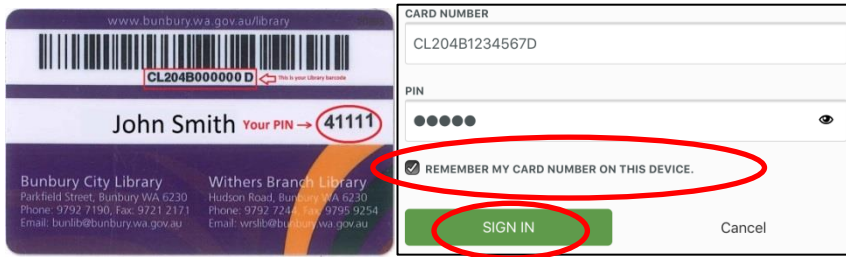 www.bunbury.wa.gov.au/library
CL204B000000 D
This is your Library barcode
John Smith Your PIN → 41111
Bunbury City Library
Parkfield Street, Bunbury WA 6230
Phone: 9792 7190, Fax: 9721 2171
Email: bunlib@bunbury.wa.gov.au
Withers Branch Library
Hudson Road, Bunbury WA 6230
Phone: 9792 7244, Fax: 9795 9254
Email: wrslib@bunbury.wa.gov.au
CARD NUMBER
CL204B1234567D
PIN
●●●●●
REMEMBER MY CARD NUMBER ON THIS DEVICE.
SIGN IN
Cancel